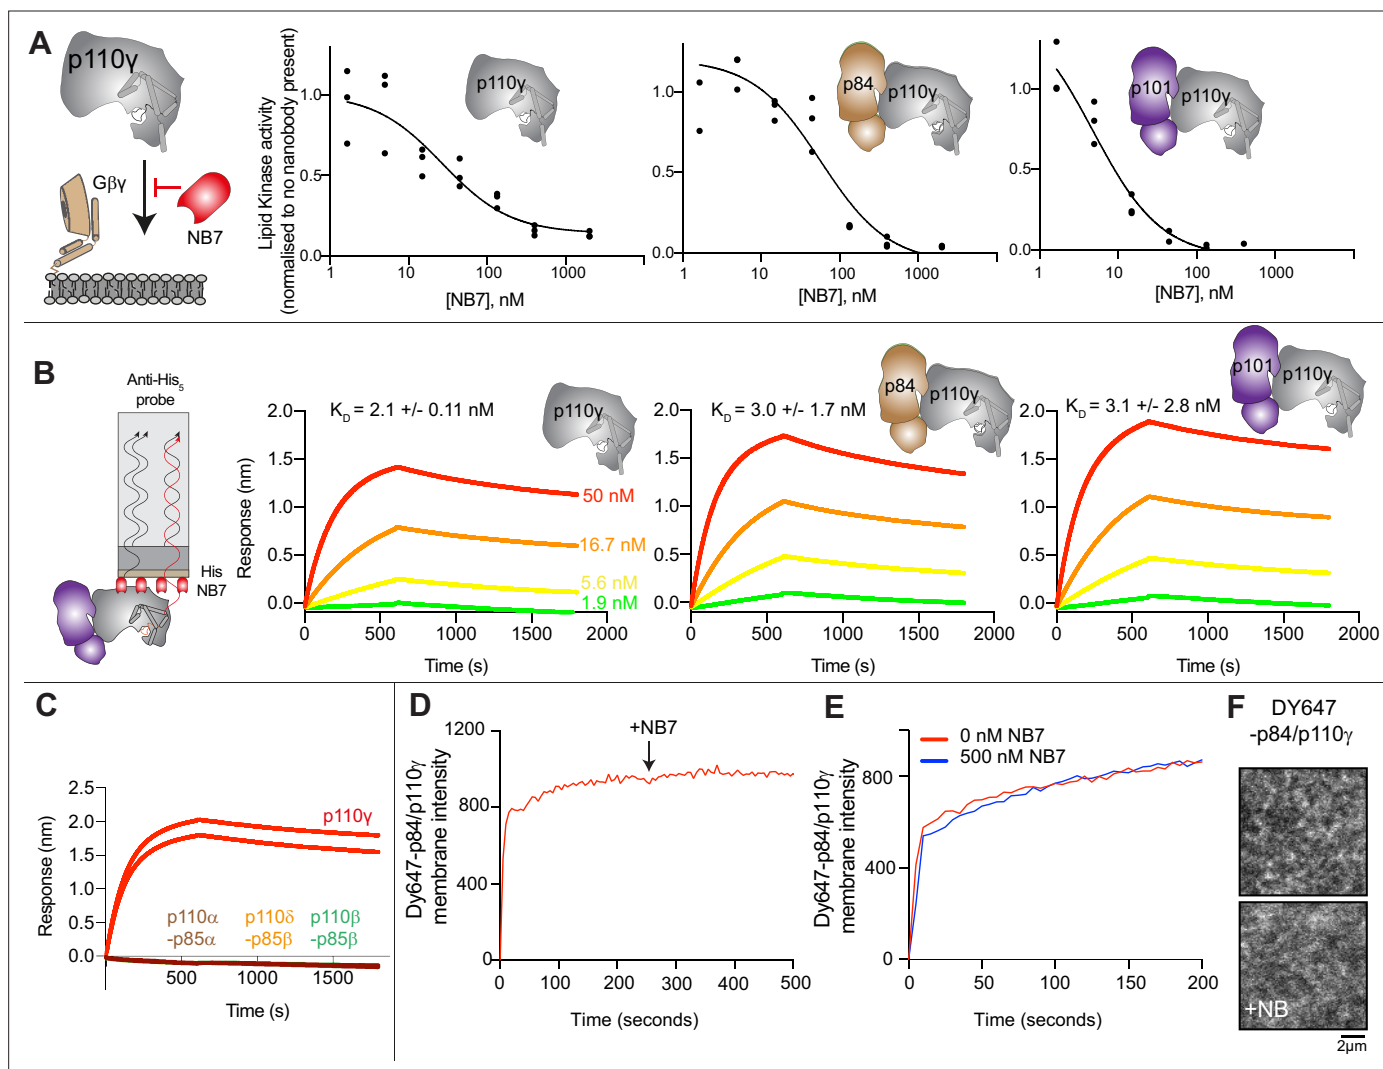 A
p110γ
Gβγ
NB7
Lipid Kinase activity
(normalised to no nanobody present)
1.0
0.5
0.0
1
10
100
1000
[NB7], nM
p110γ
1.0
0.5
0.0
1
10
100
1000
[NB7], nM
p84
p110γ
1.0
0.5
0.0
1
10
100
1000
[NB7], nM
p101
p110γ
B
Anti-His5
probe
His
NB7
Response (nm)
2.0
1.5
1.0
0.5
0.0
0
500
1000
1500
2000
Time (s)
KD = 2.1 +/- 0.11 nM
p110γ
50 nM
16.7 nM
5.6 nM
1.9 nM
2.0
1.5
1.0
0.5
0.0
0
500
1000
1500
2000
Time (s)
KD = 3.0 +/- 1.7 nM
p84
p110γ
2.0
1.5
1.0
0.5
0.0
0
500
1000
1500
2000
Time (s)
KD = 3.1 +/- 2.8 nM
p101
p110γ
C
Response (nm)
2.5
2.0
1.5
1.0
0.5
0.0
500
1000
1500
Time (s)
p110γ
p110α
-p85α
p110δ
-p85β
p110β
-p85β
D
Dy647-p84/p110γ
membrane intensity
1200
800
400
0
0
100
200
300
400
500
Time (seconds)
+NB7
E
Dy647-p84/p110γ
membrane intensity
800
400
0
0
50
100
150
200
Time (seconds)
0 nM NB7
500 nM NB7
F
DY647
-p84/p110γ
+NB
2μm